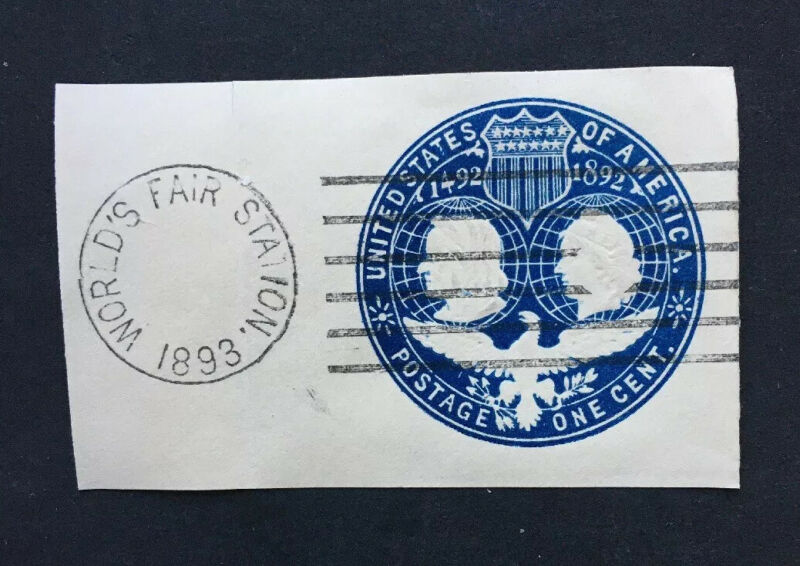 WORLD'S FAIR STATION.
1893
UNITED STATES OF AMERICA.
1492 1892
POSTAGE ONE CENT.